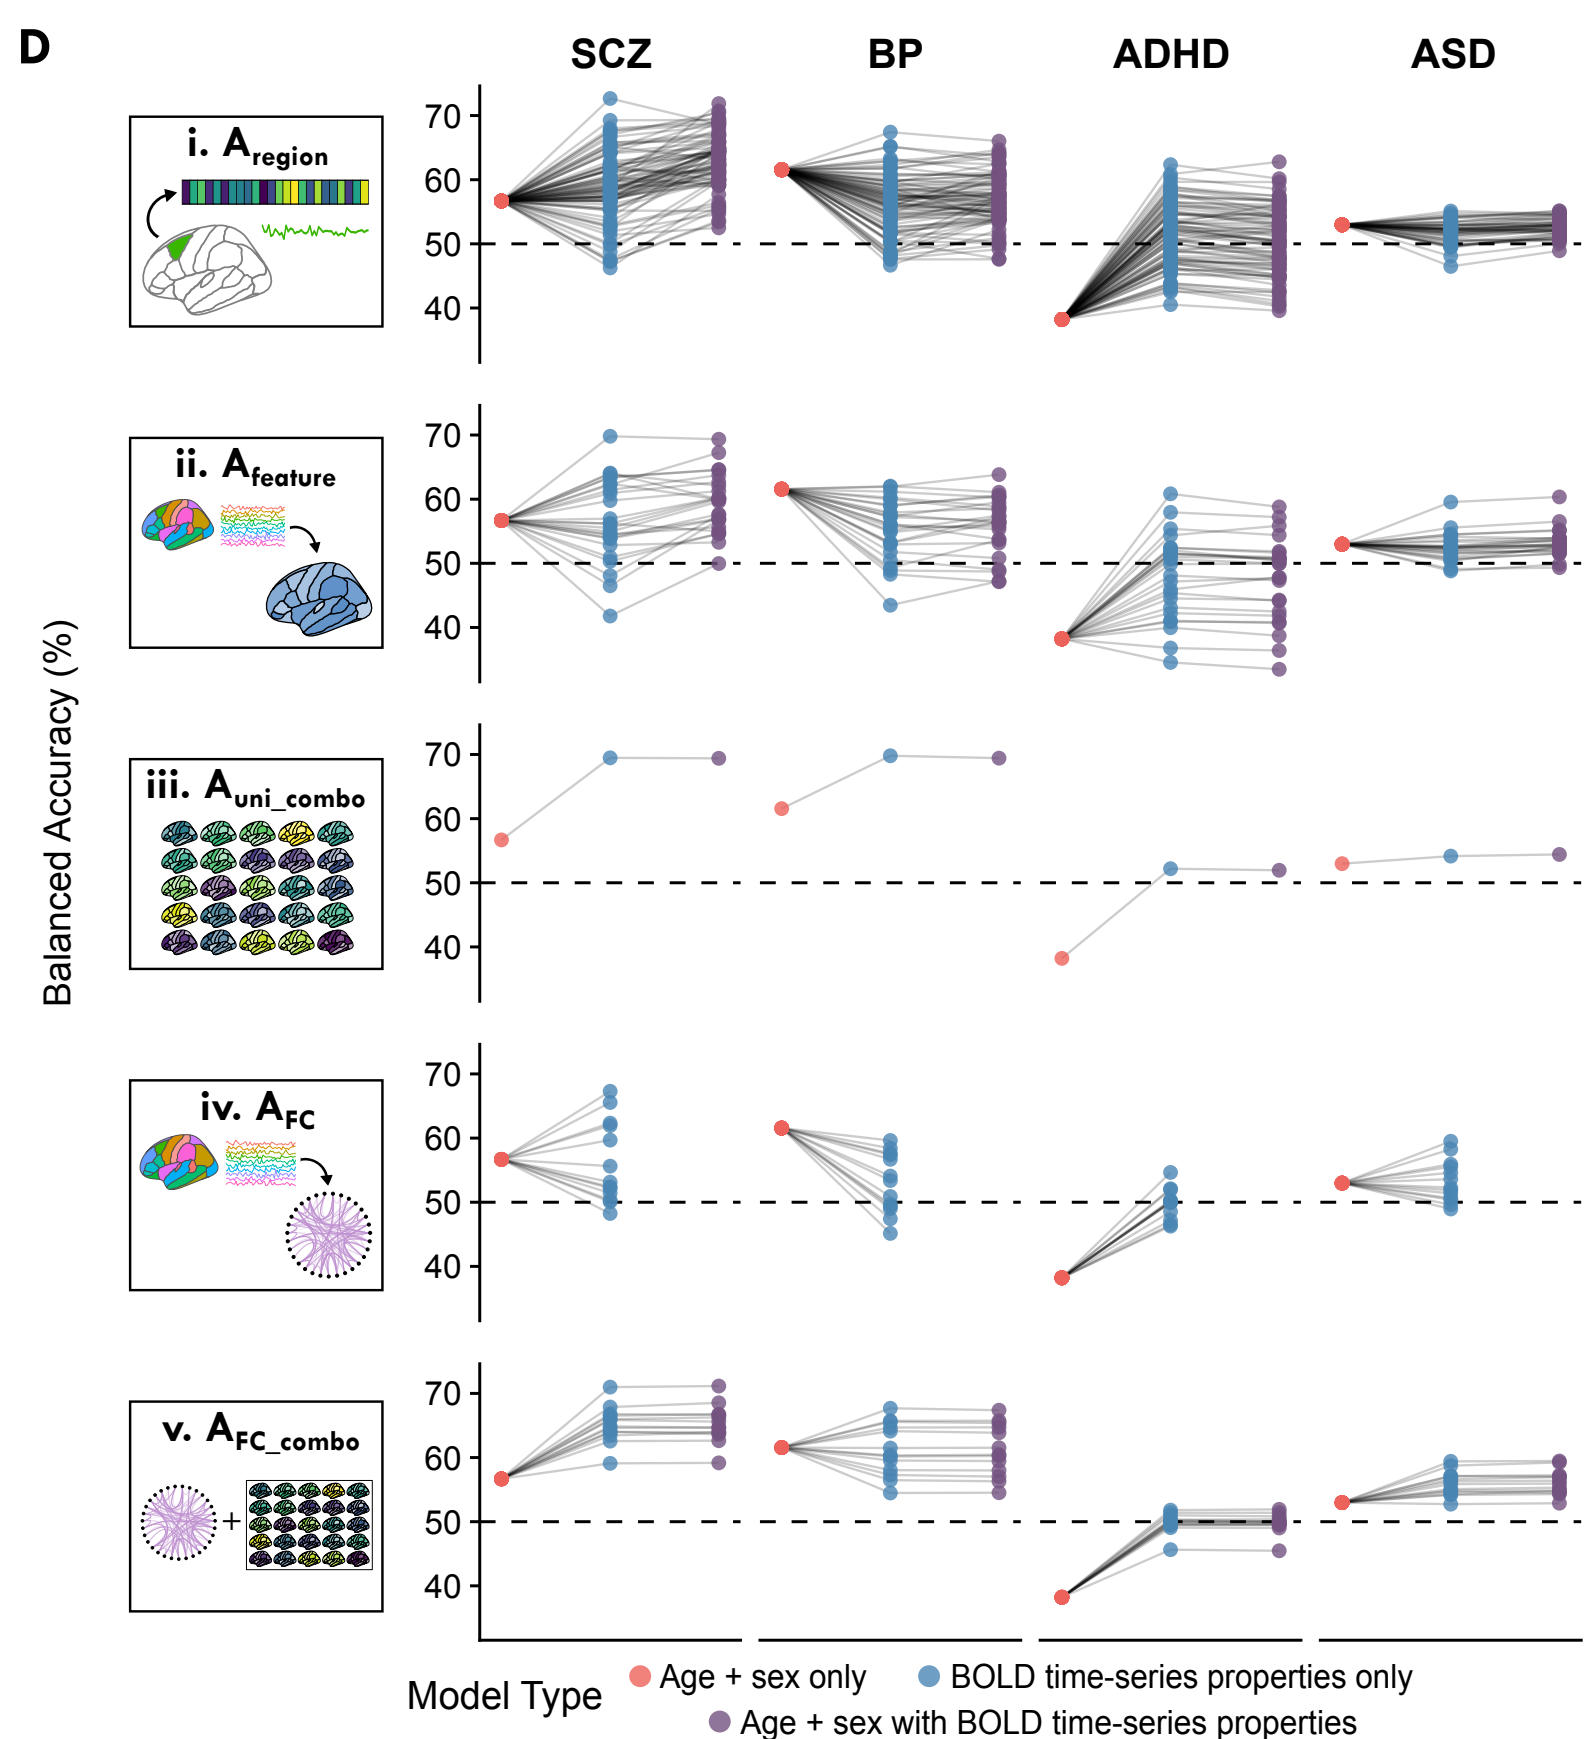 D
SCZ BP ADHD ASD
Balanced Accuracy (%)
i. Aregion
70
60
50
40
ii. Afeature
70
60
50
40
iii. Auni_combo
70
60
50
40
iv. AFC
70
60
50
40
v. AFC_combo
+
70
60
50
40
Model Type
Age + sex only
BOLD time-series properties only
Age + sex with BOLD time-series properties